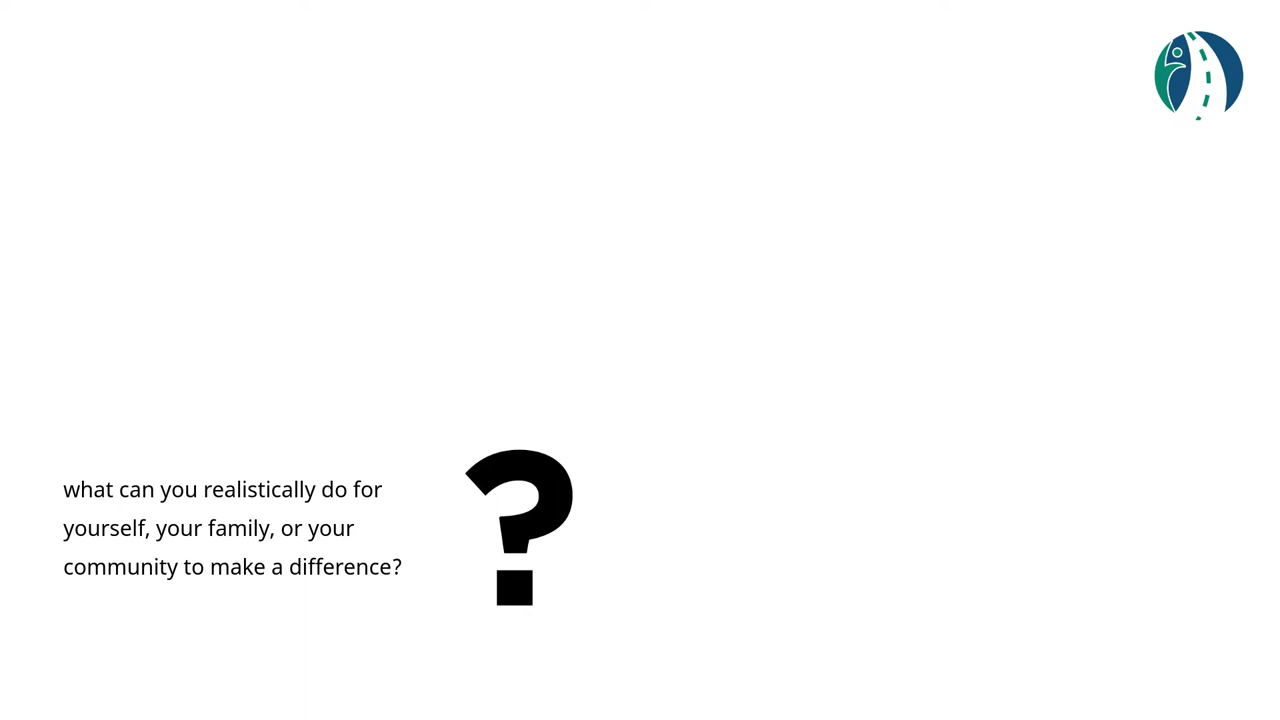 what can you realistically do for
yourself, your family, or your
community to make a difference?
?